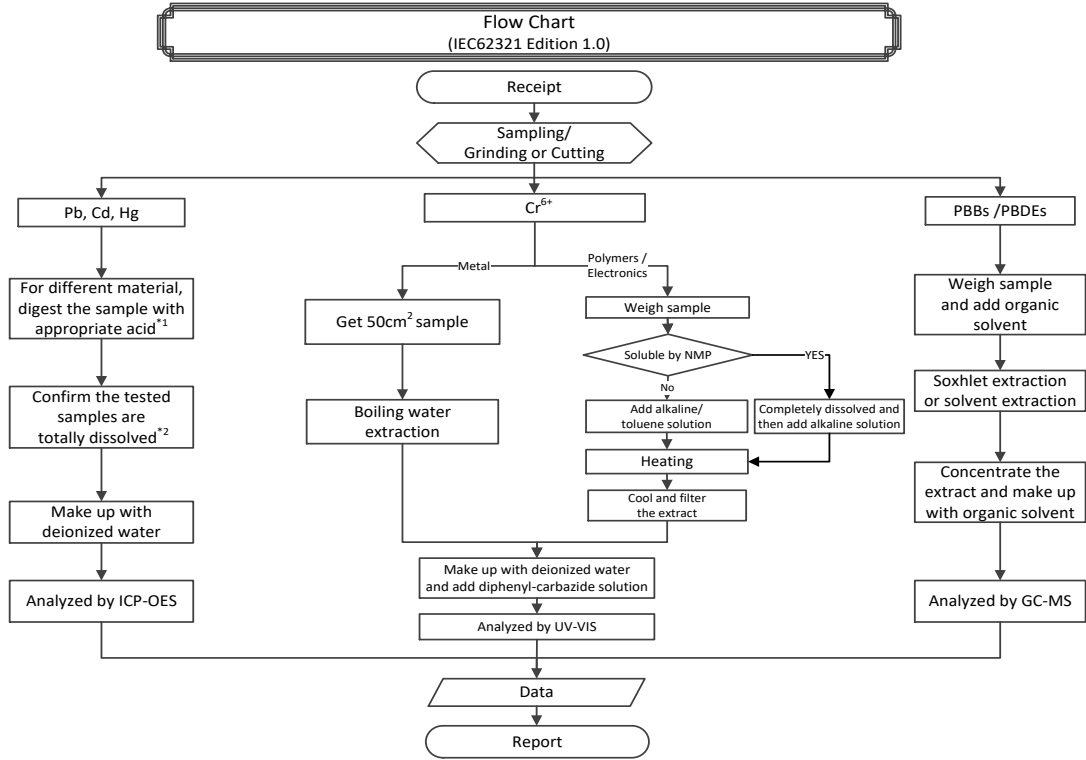 Flow Chart
(IEC62321 Edition 1.0)
Receipt
Sampling/
Grinding or Cutting
Pb, Cd, Hg
For different material,
digest the sample with
appropriate acid*1
Confirm the tested
samples are
totally dissolved*2
Make up with
deionized water
Analyzed by ICP-OES
Cr6+
Metal
Get 50cm2 sample
Boiling water
extraction
Polymers /
Electronics
Weigh sample
Soluble by NMP
YES
No
Add alkaline/
toluene solution
Completely dissolved and
then add alkaline solution
Heating
Cool and filter
the extract
Make up with deionized water
and add diphenyl-carbazide solution
Analyzed by UV-VIS
PBBs /PBDEs
Weigh sample
and add organic
solvent
Soxhlet extraction
or solvent extraction
Concentrate the
extract and make up
with organic solvent
Analyzed by GC-MS
Data
Report